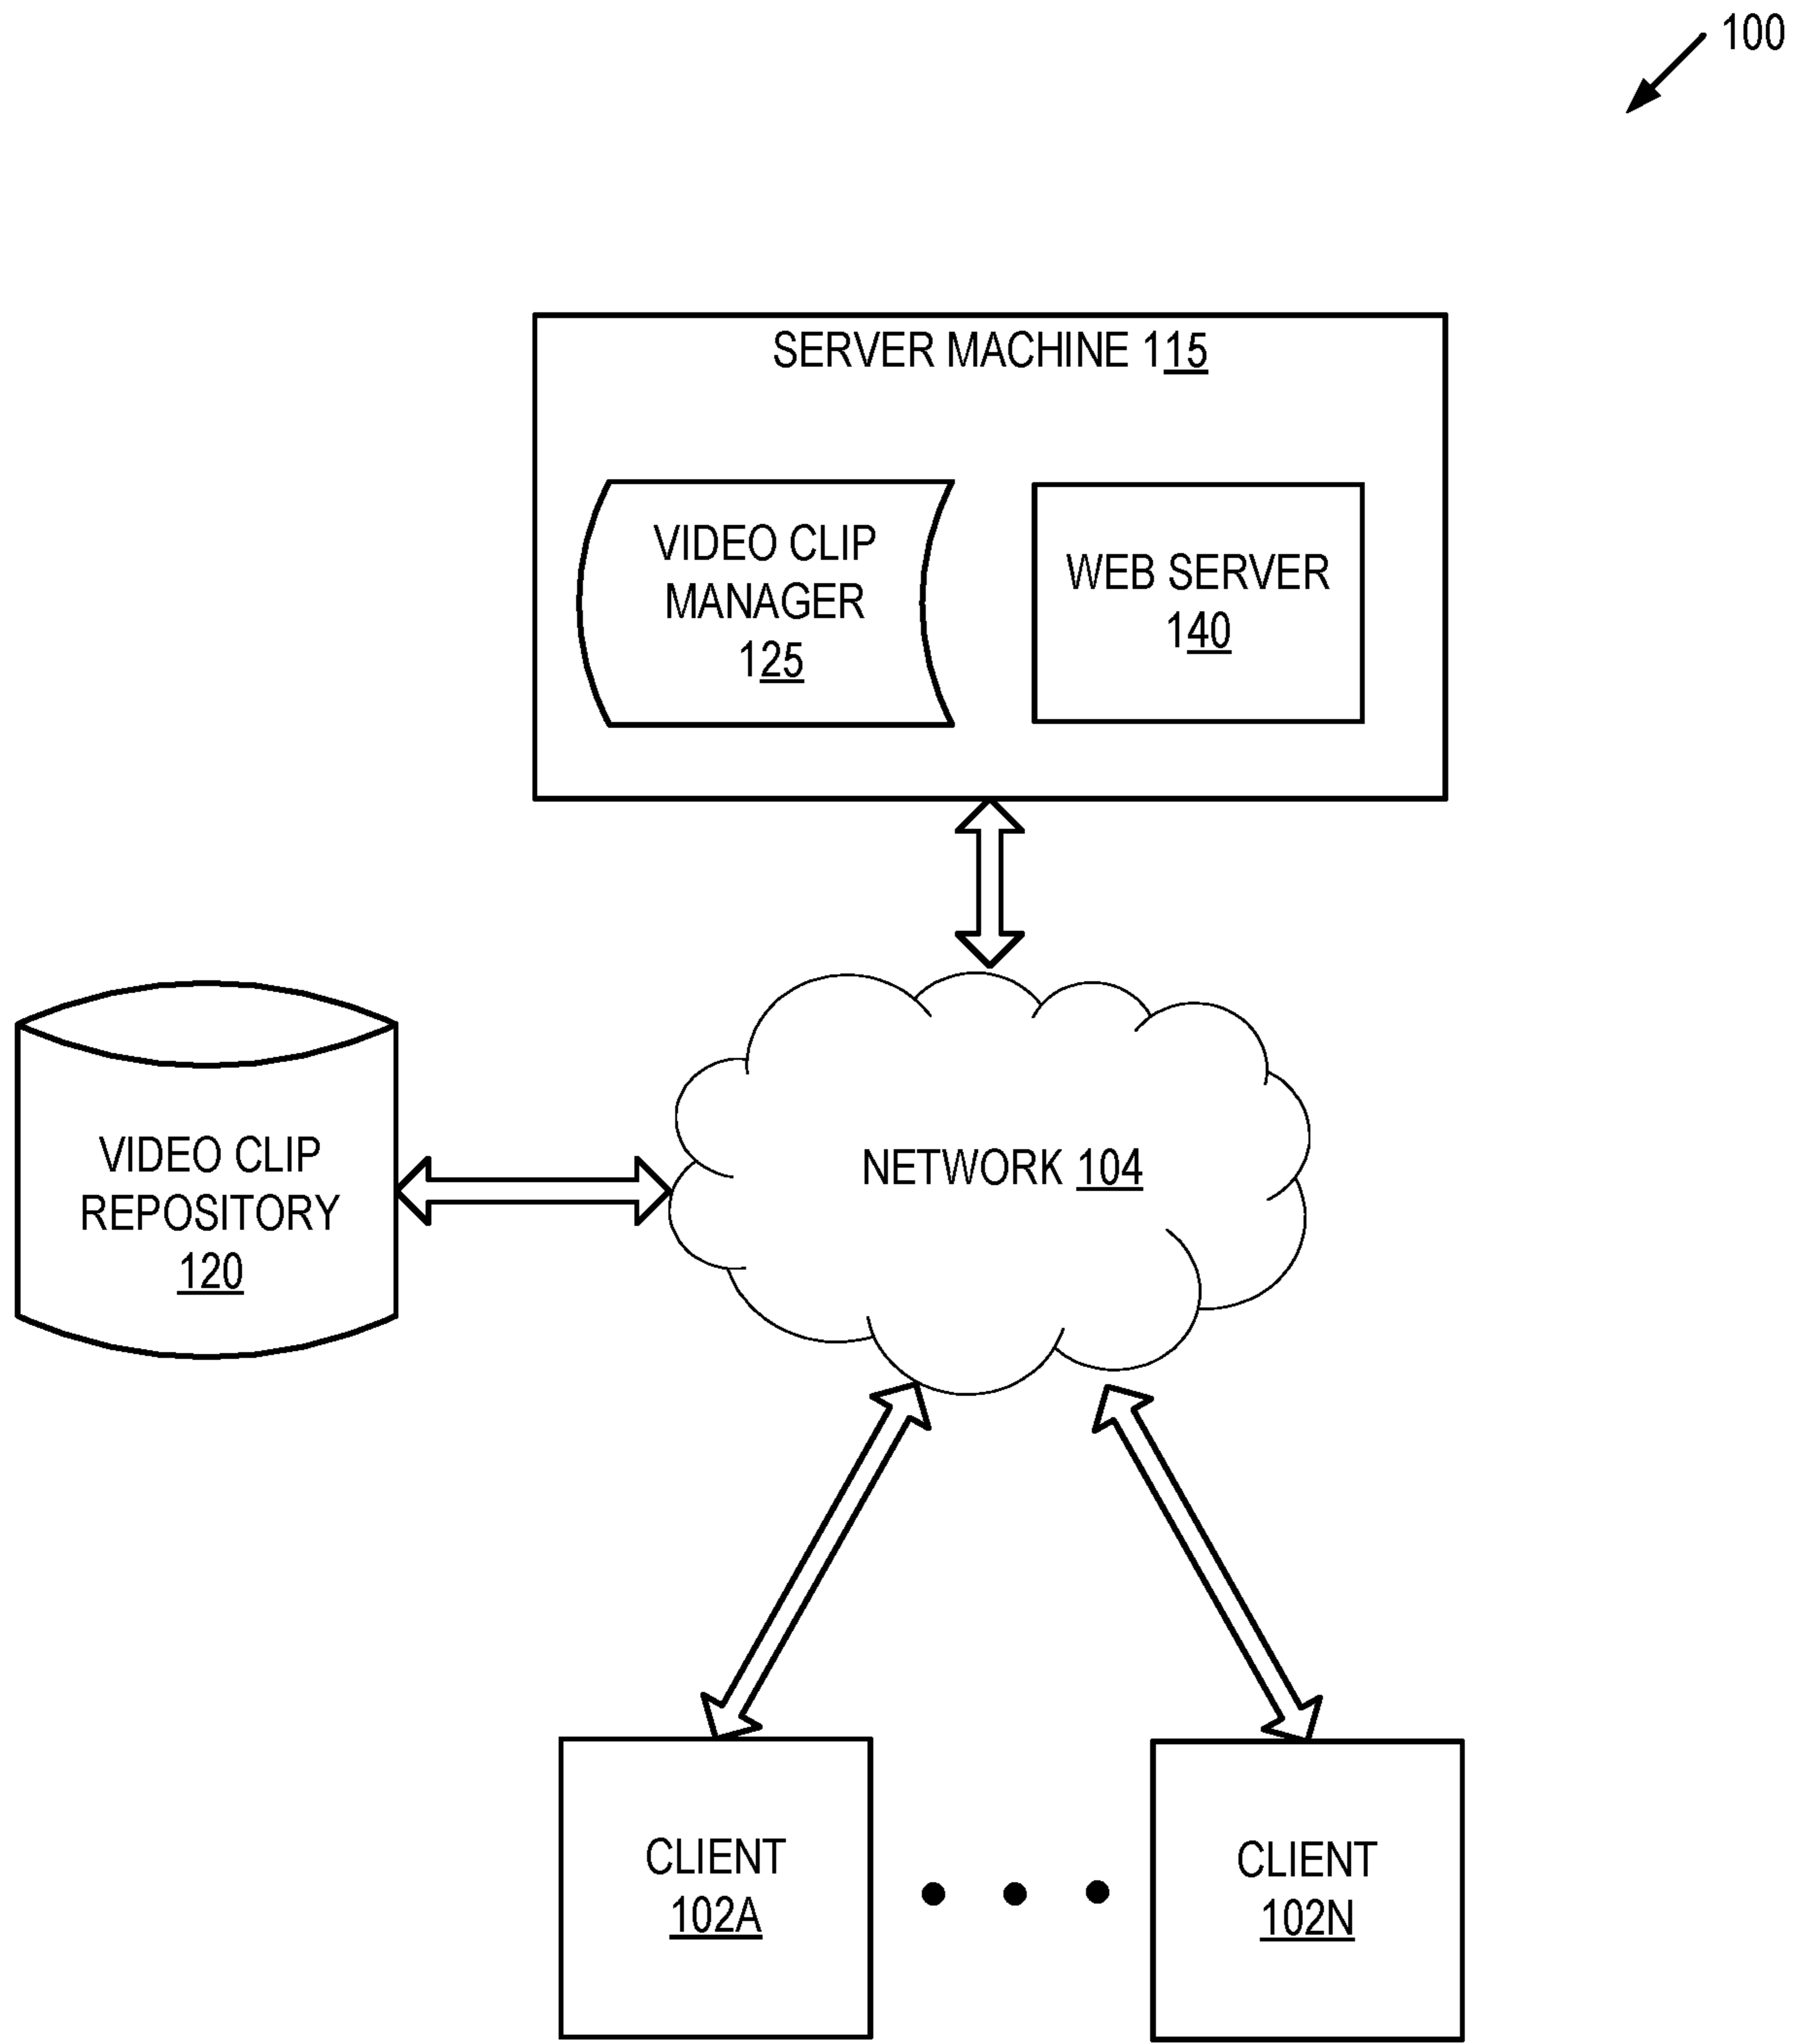 100
SERVER MACHINE 115
VIDEO CLIP
MANAGER
125
WEB SERVER
140
VIDEO CLIP
REPOSITORY
120
NETWORK 104
CLIENT
102A
CLIENT
102N